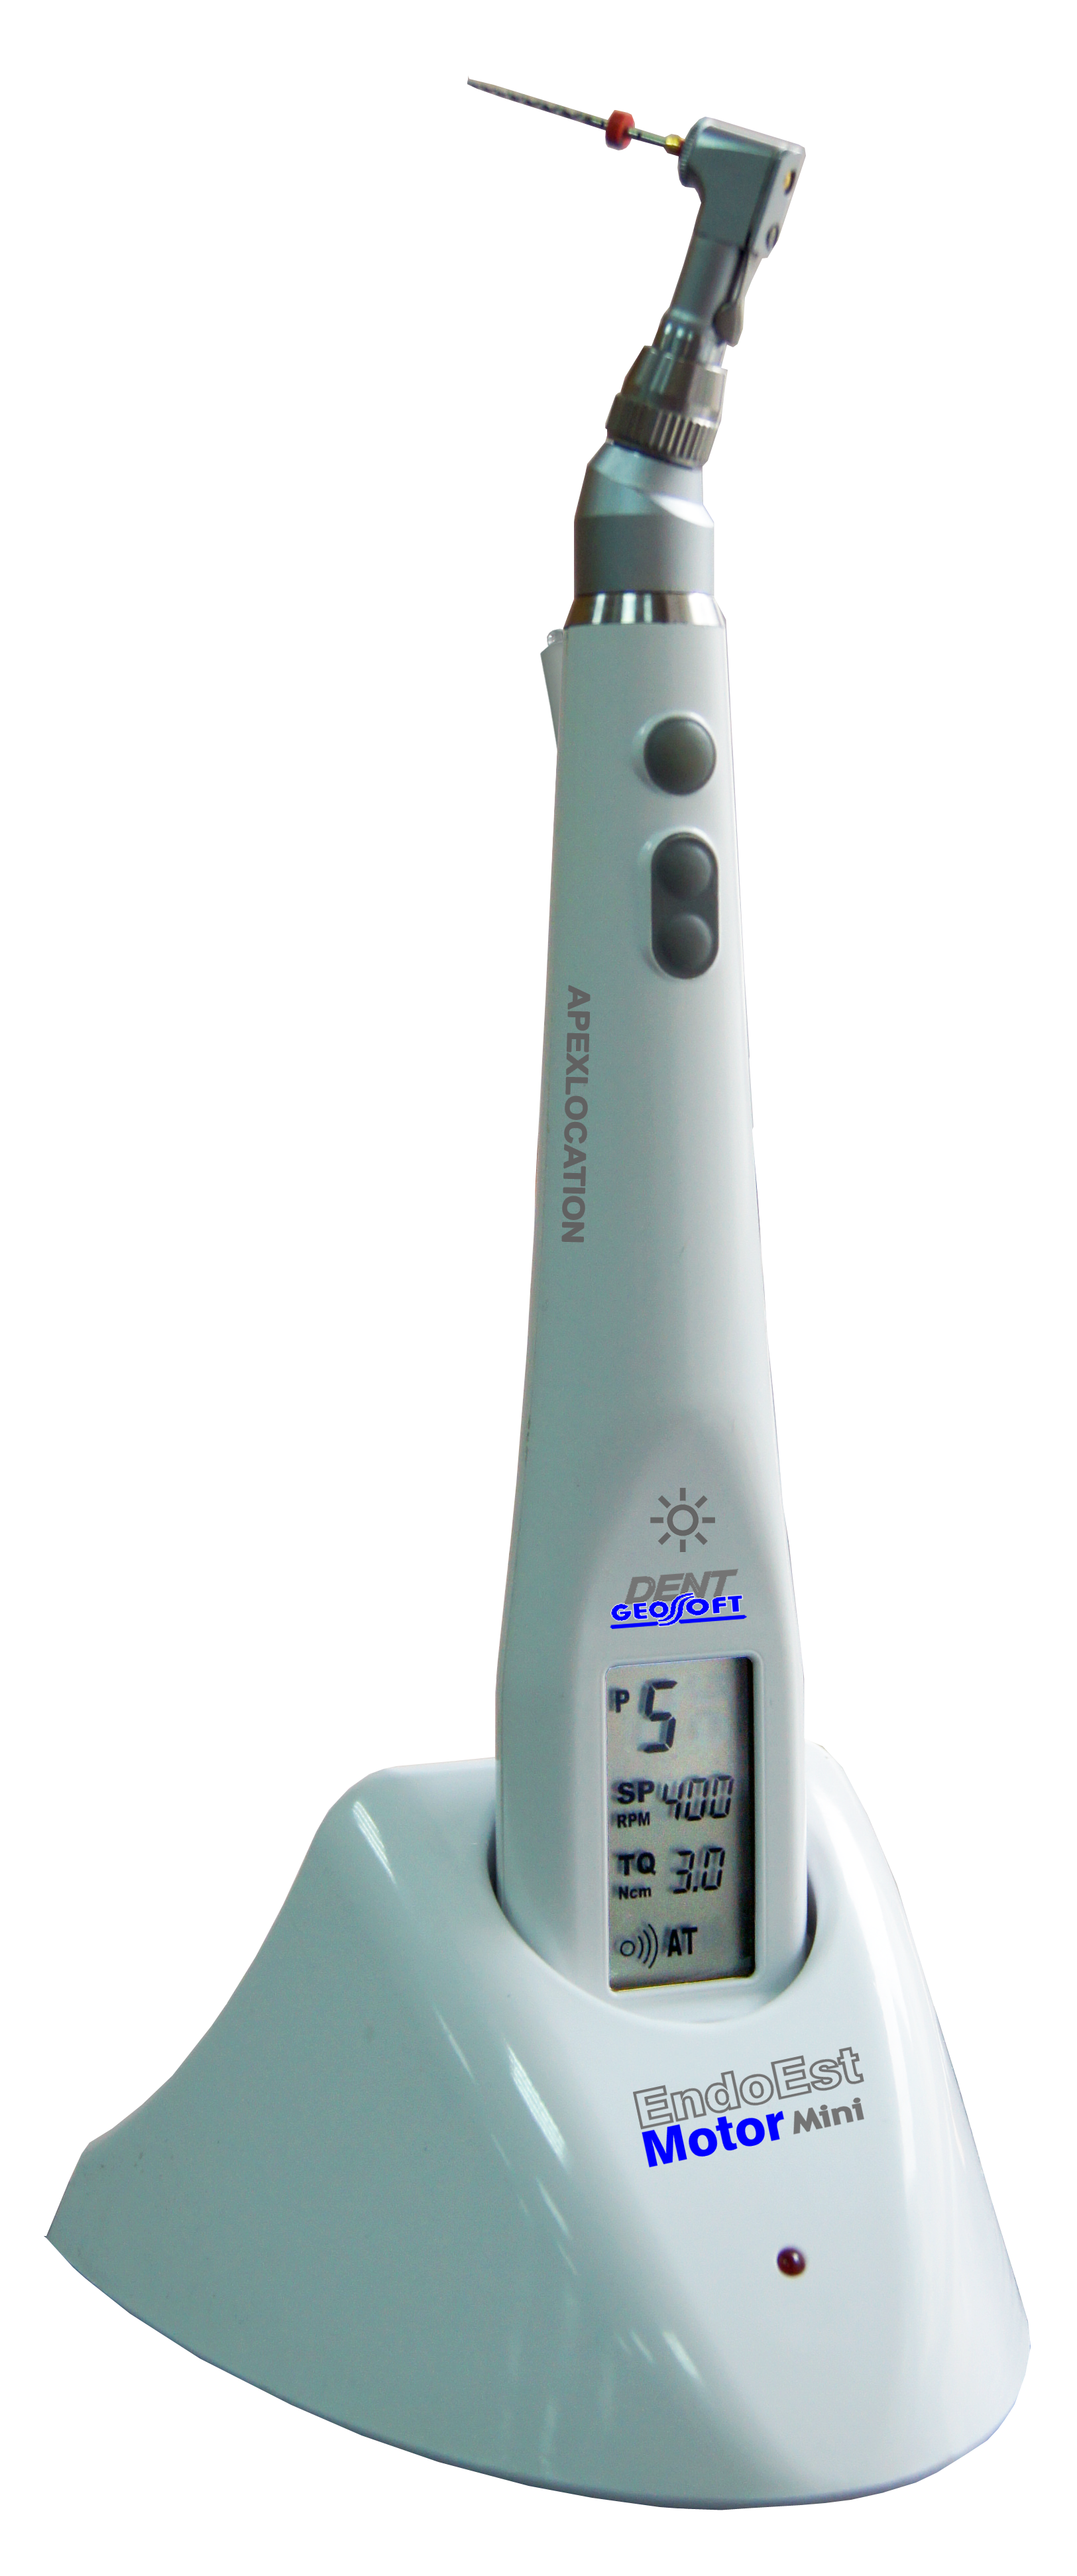 APEXLOCATION
DENT
GEOSOFT
P 5
SP 400
RPM
TQ 3.0
Ncm
AT
EndoEst
Motor Mini